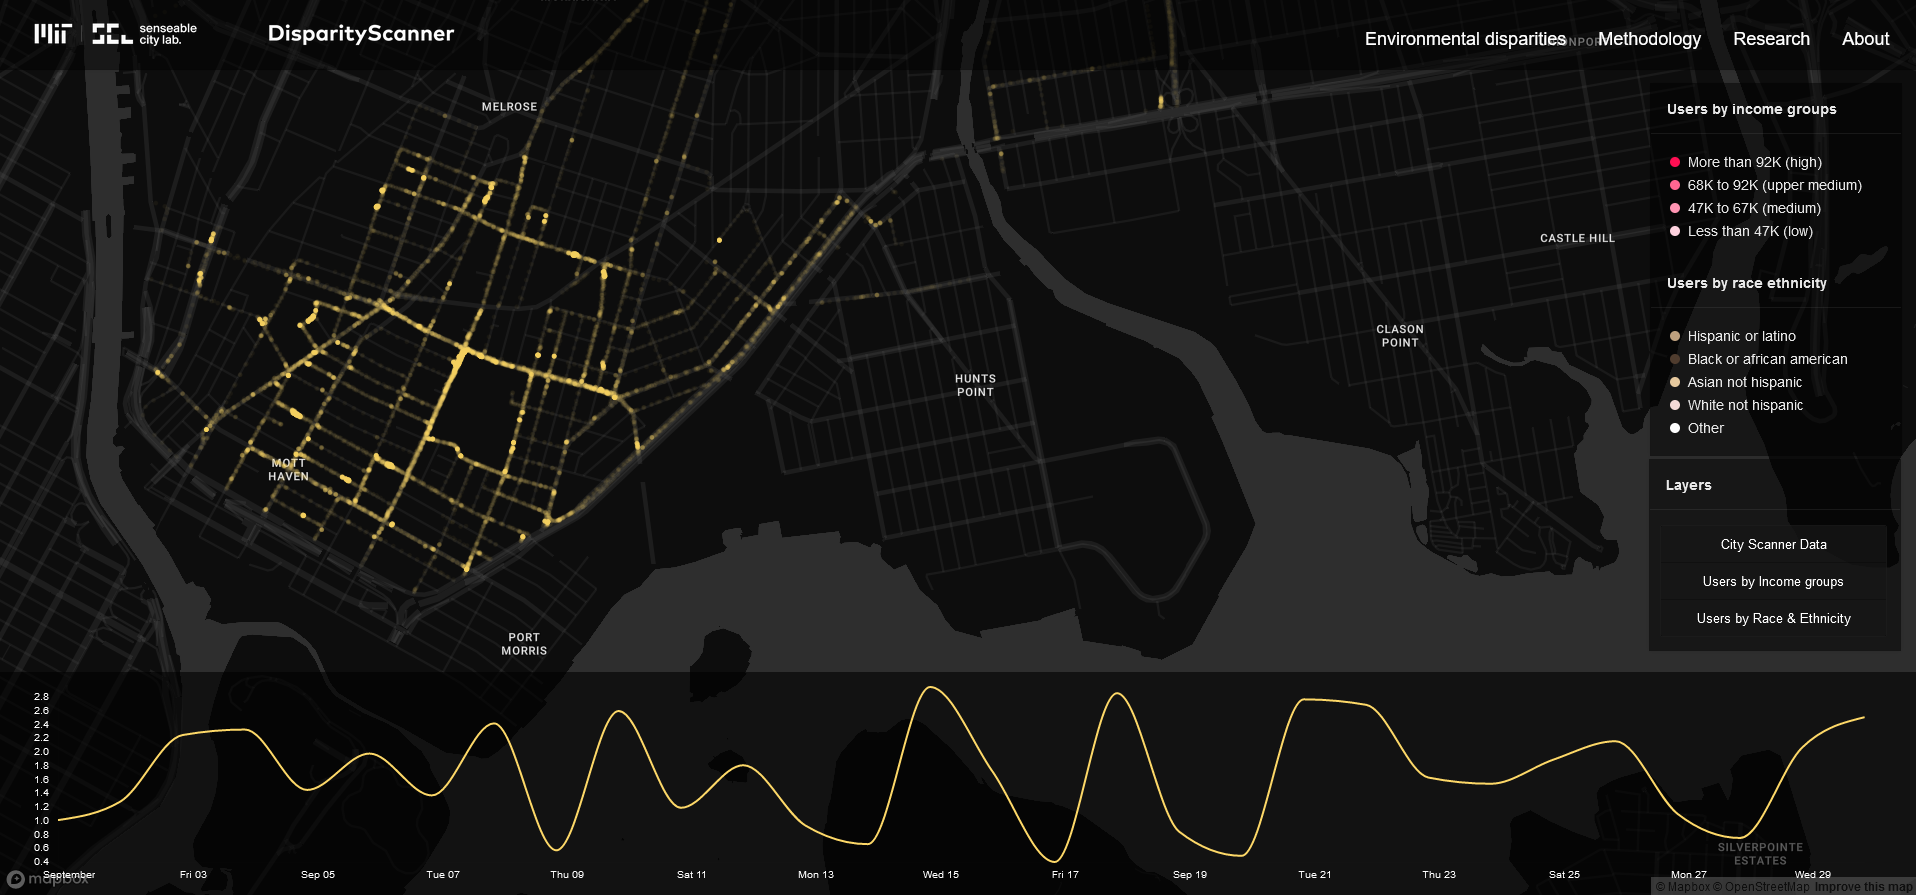 MIT
senseable
city lab.
DisparityScanner
Environmental disparities
Methodology
Research
About
MELROSE
CASTLE HILL
CLASON
POINT
HUNTS
POINT
MOTT
HAVEN
PORT
MORRIS
Users by income groups
More than 92K (high)
68K to 92K (upper medium)
47K to 67K (medium)
Less than 47K (low)
Users by race ethnicity
Hispanic or latino
Black or african american
Asian not hispanic
White not hispanic
Other
Layers
City Scanner Data
Users by Income groups
Users by Race & Ethnicity
2.8
2.6
2.4
2.2
2.0
1.8
1.6
1.4
1.2
1.0
0.8
0.6
0.4
September
Fri 03
Sep 05
Tue 07
Thu 09
Sat 11
Mon 13
Wed 15
Fri 17
Sep 19
Tue 21
Thu 23
Sat 25
Mon 27
Wed 29
SILVERPOINTE
ESTATES
mapbox
© Mapbox © OpenStreetMap Improve this map